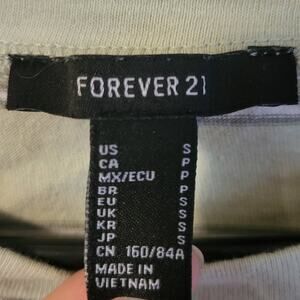 FOREVER 21
US S
CA P
MX/ECU P
BR P
EU S
UK S
KR S
JP S
CN 160/84A
MADE IN
VIETNAM